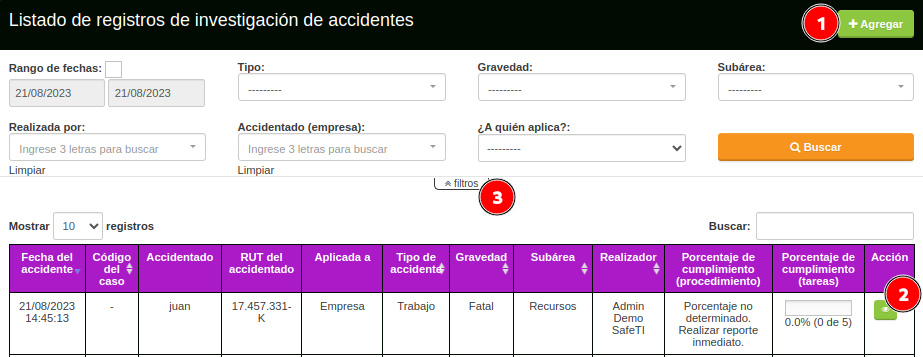 Listado de registros de investigación de accidentes
1
Agregar
Rango de fechas:
Tipo:
Gravedad:
Subárea:
21/08/2023
21/08/2023
---------
---------
---------
Realizada por:
Accidentado (empresa):
¿A quién aplica?:
Ingrese 3 letras para buscar
Ingrese 3 letras para buscar
---------
Buscar
Limpiar
Limpiar
filtros
3
Mostrar 10 registros
Buscar:
Fecha del
accidente
Código
del
caso
Accidentado
RUT del
accidentado
Aplicada a
Tipo de
accidente
Gravedad
Subárea
Realizador
Porcentaje de
cumplimiento
(procedimiento)
Porcentaje de
cumplimiento
(tareas)
Acción
2
21/08/2023
14:45:13
-
juan
17.457.331-
K
Empresa
Trabajo
Fatal
Recursos
Admin
Demo
SafeTI
Porcentaje no
determinado.
Realizar reporte
inmediato.
0.0% (0 de 5)